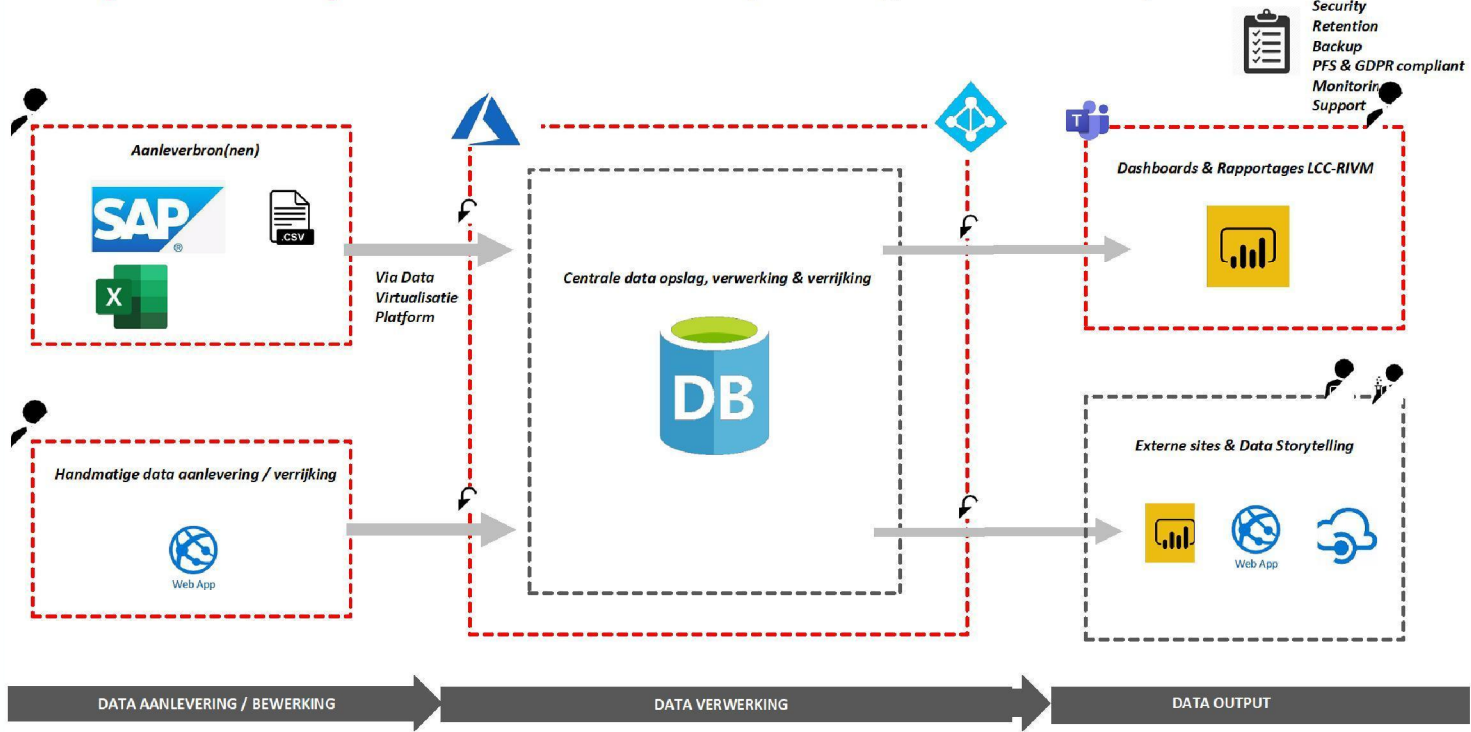 Security
Retention
Backup
PFS & GDPR compliant
Monitoring
Support
Aanleverbron(nen)
SAP
®
.CSV
X
Via Data
Virtualisatie
Platform
Handmatige data aanlevering / verrijking
Web App
Centrale data opslag, verwerking & verrijking
DB
T
Dashboards & Rapportages LCC-RIVM
Externe sites & Data Storytelling
Web App
DATA AANLEVERING / BEWERKING
DATA VERWERKING
DATA OUTPUT